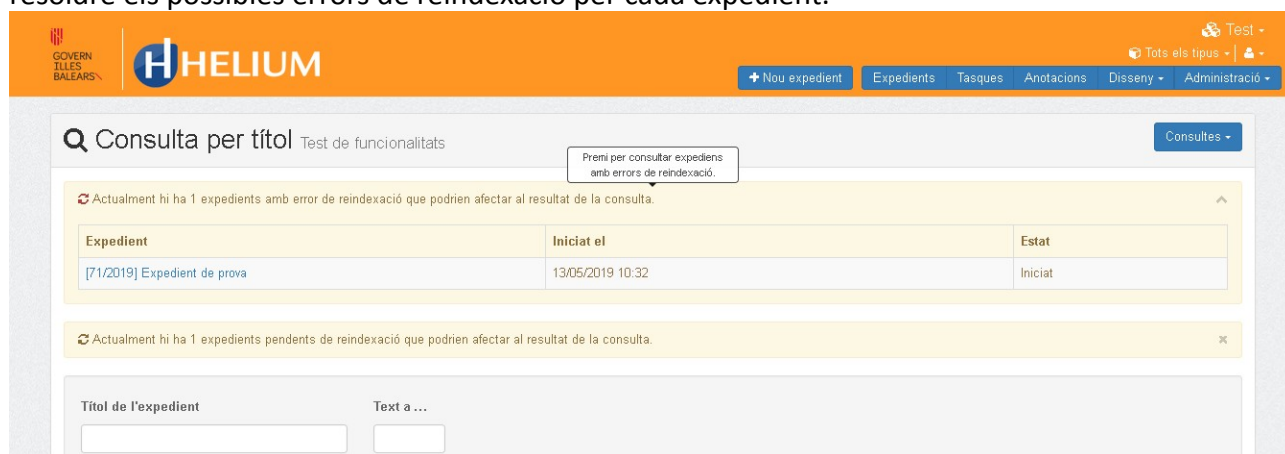 resoldre els possibles errors de reindexació per cada expedient.
Test
GOVERN
ILLES
BALEARS
HELIUM
Tots els tipus
Nou expedient Expedients Tasques Anotacions Disseny Administració
Consulta per títol Test de funcionalitats
Consultes
Premi per consultar expediens
amb errors de reindexació.
Actualment hi ha 1 expedients amb error de reindexació que podrien afectar al resultat de la consulta.
Expedient Iniciat el Estat
[71/2019] Expedient de prova 13/05/2019 10:32 Iniciat
Actualment hi ha 1 expedients pendents de reindexació que podrien afectar al resultat de la consulta.
Títol de l'expedient Text a ...